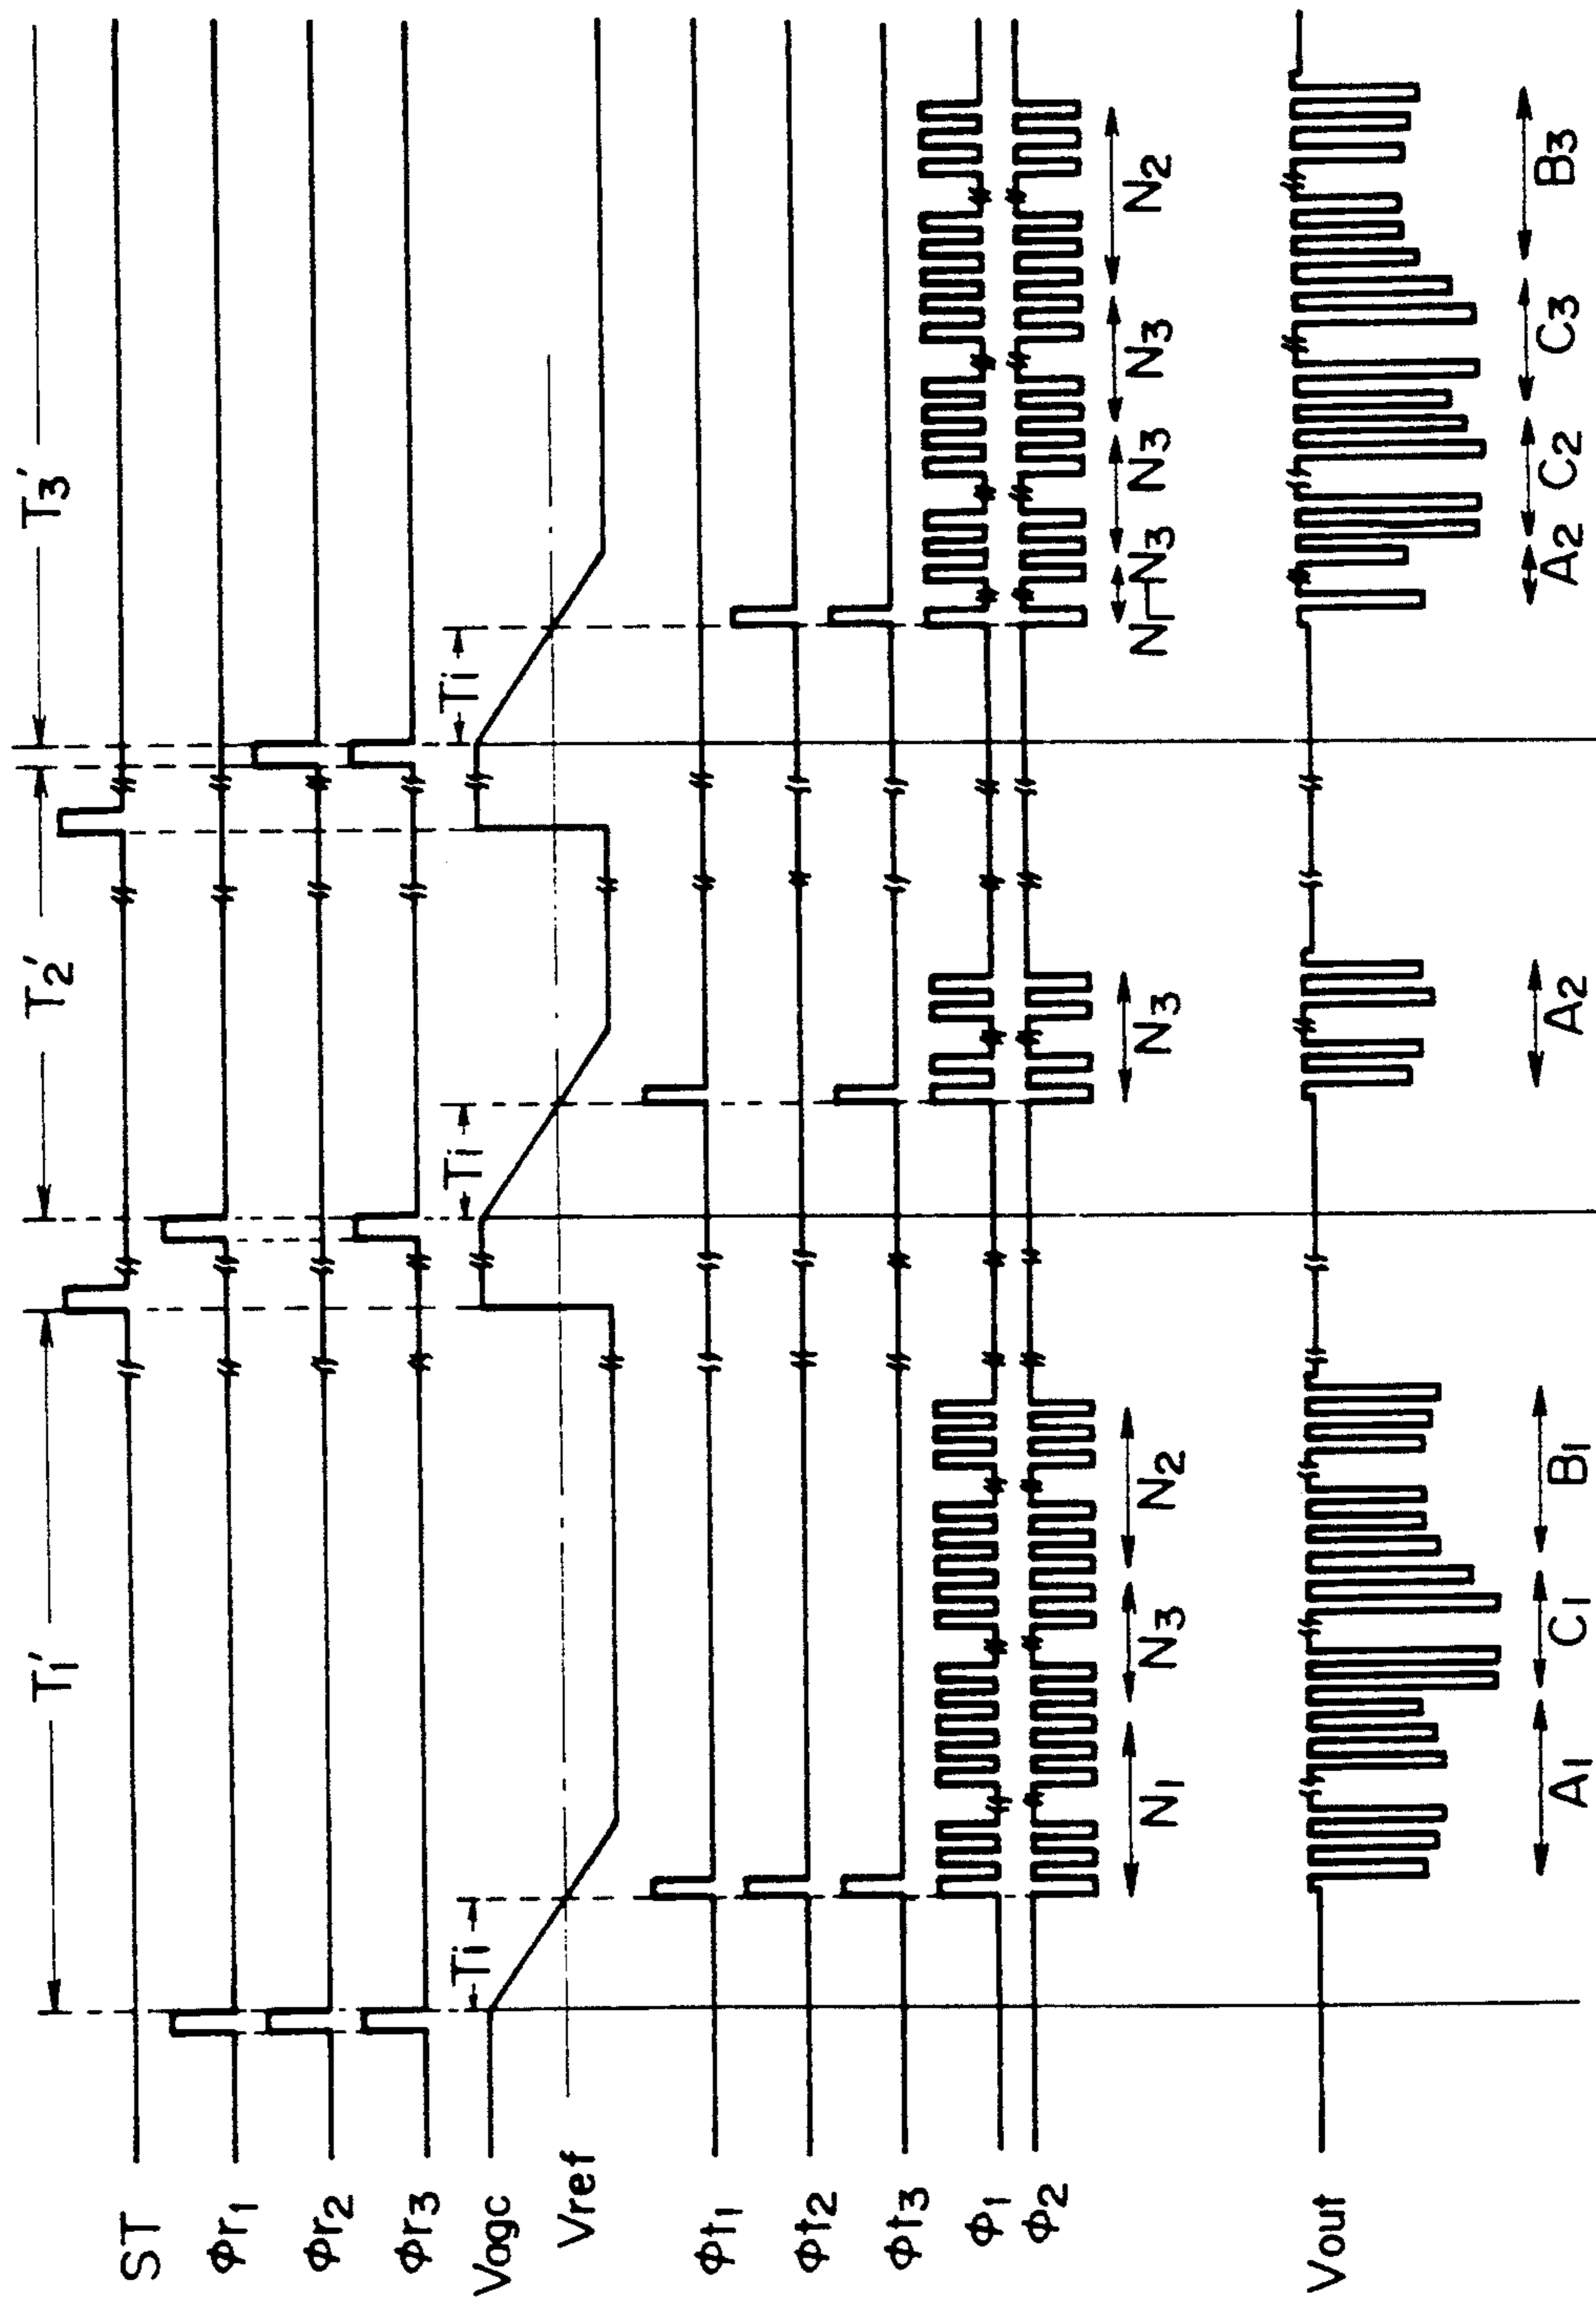 T1' T2' T3'
ST
Φr1
Φr2
Φr3
Vagc
Ti Ti Ti
Vref
Φt1
Φt2
Φt3
Φ1
Φ2
N1 N3 N2 N3 N1 N3 N3 N3 N2
Vout
A1 C1 B1 A2 A2 C2 C3 B3